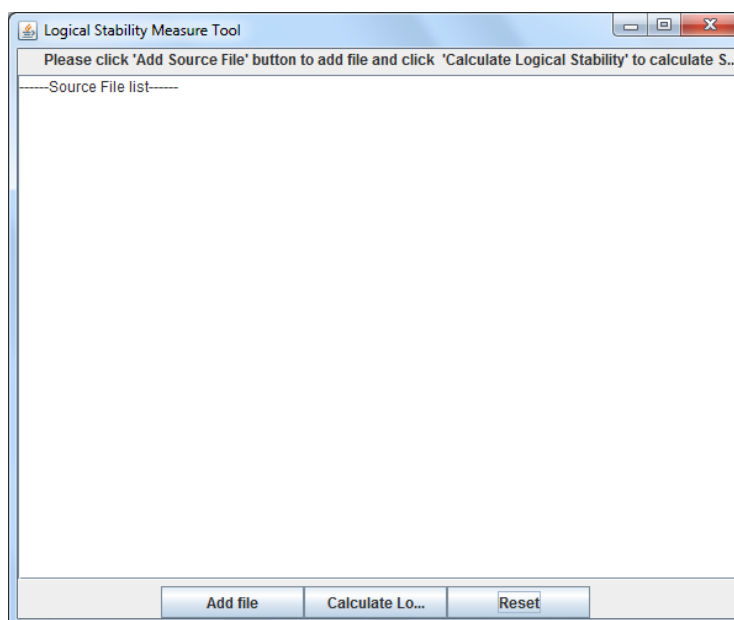 Logical Stability Measure Tool
Please click 'Add Source File' button to add file and click 'Calculate Logical Stability' to calculate S...
------Source File list------
Add file
Calculate Lo...
Reset